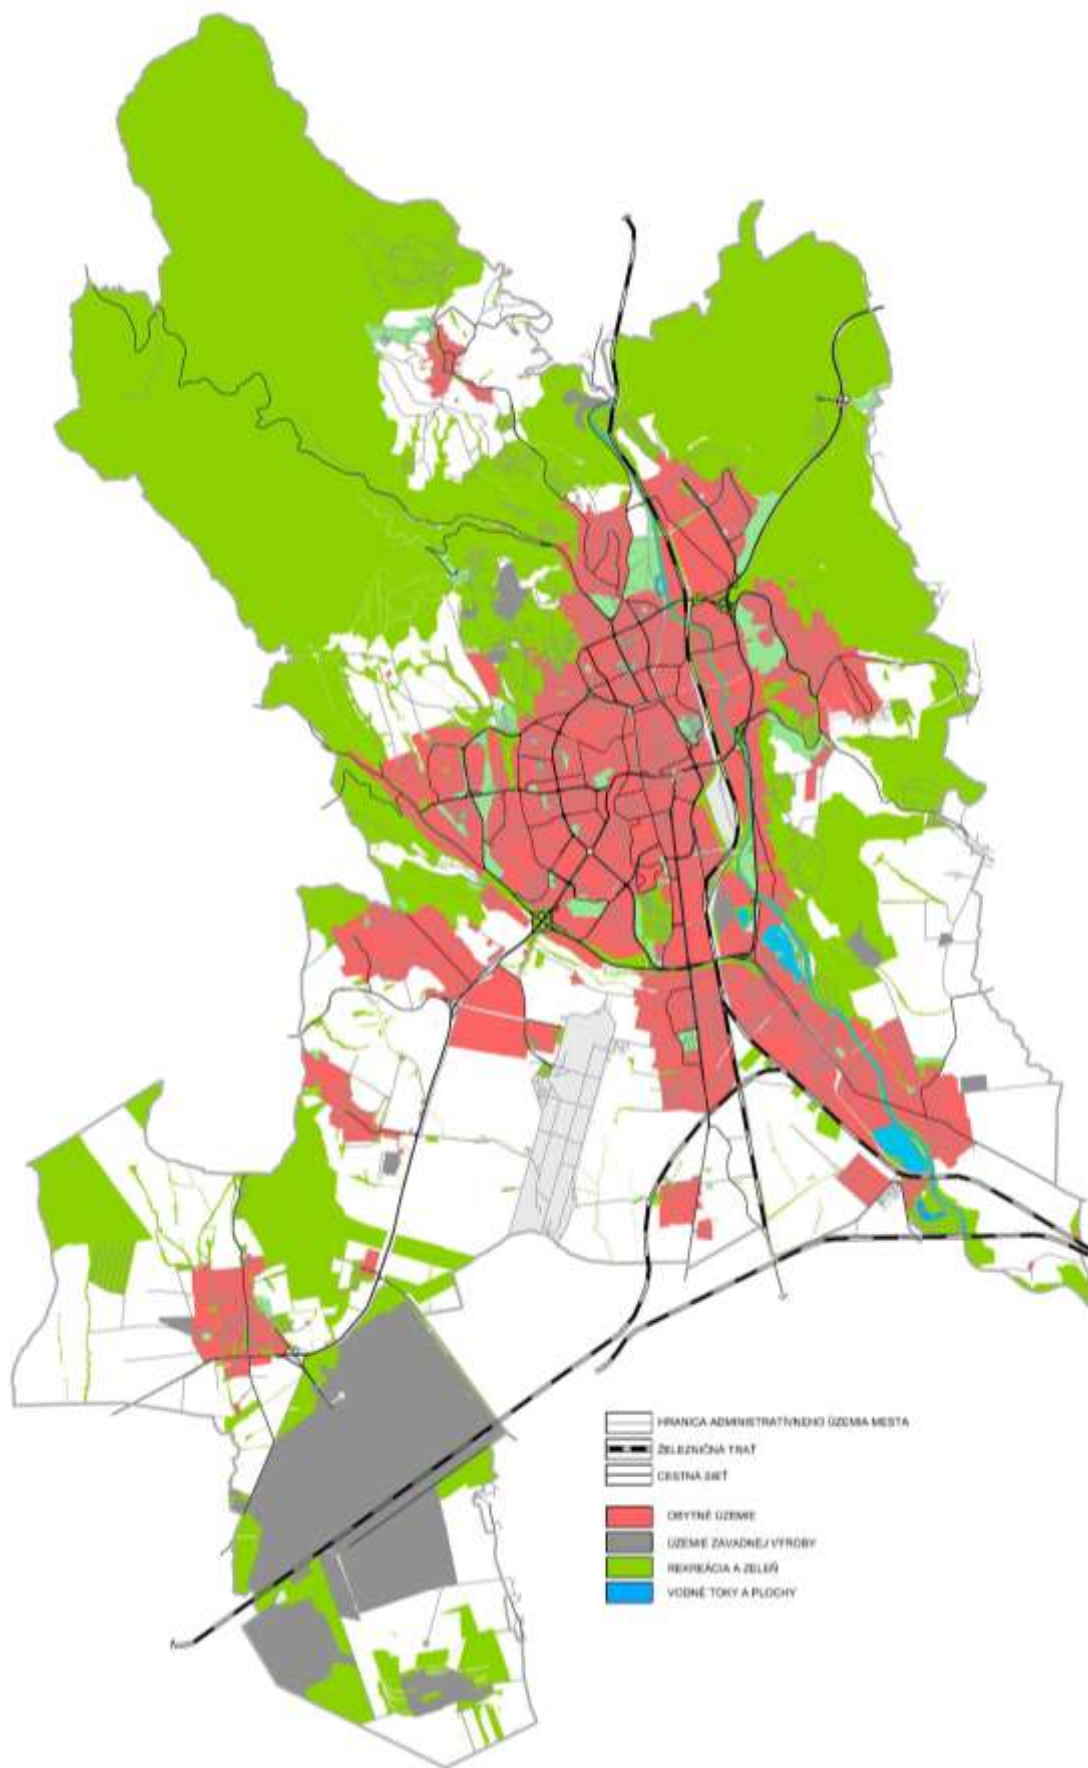 HRANICA ADMINISTRATÍVNEHO ÚZEMIA MESTA
ŽELEZNIČNÁ TRAŤ
CESTNÁ SIEŤ
OBYTNÉ ÚZEMIE
ÚZEMIE ZÁVADNEJ VÝROBY
REKREÁCIA A ZELEŇ
VODNÉ TOKY A PLOCHY